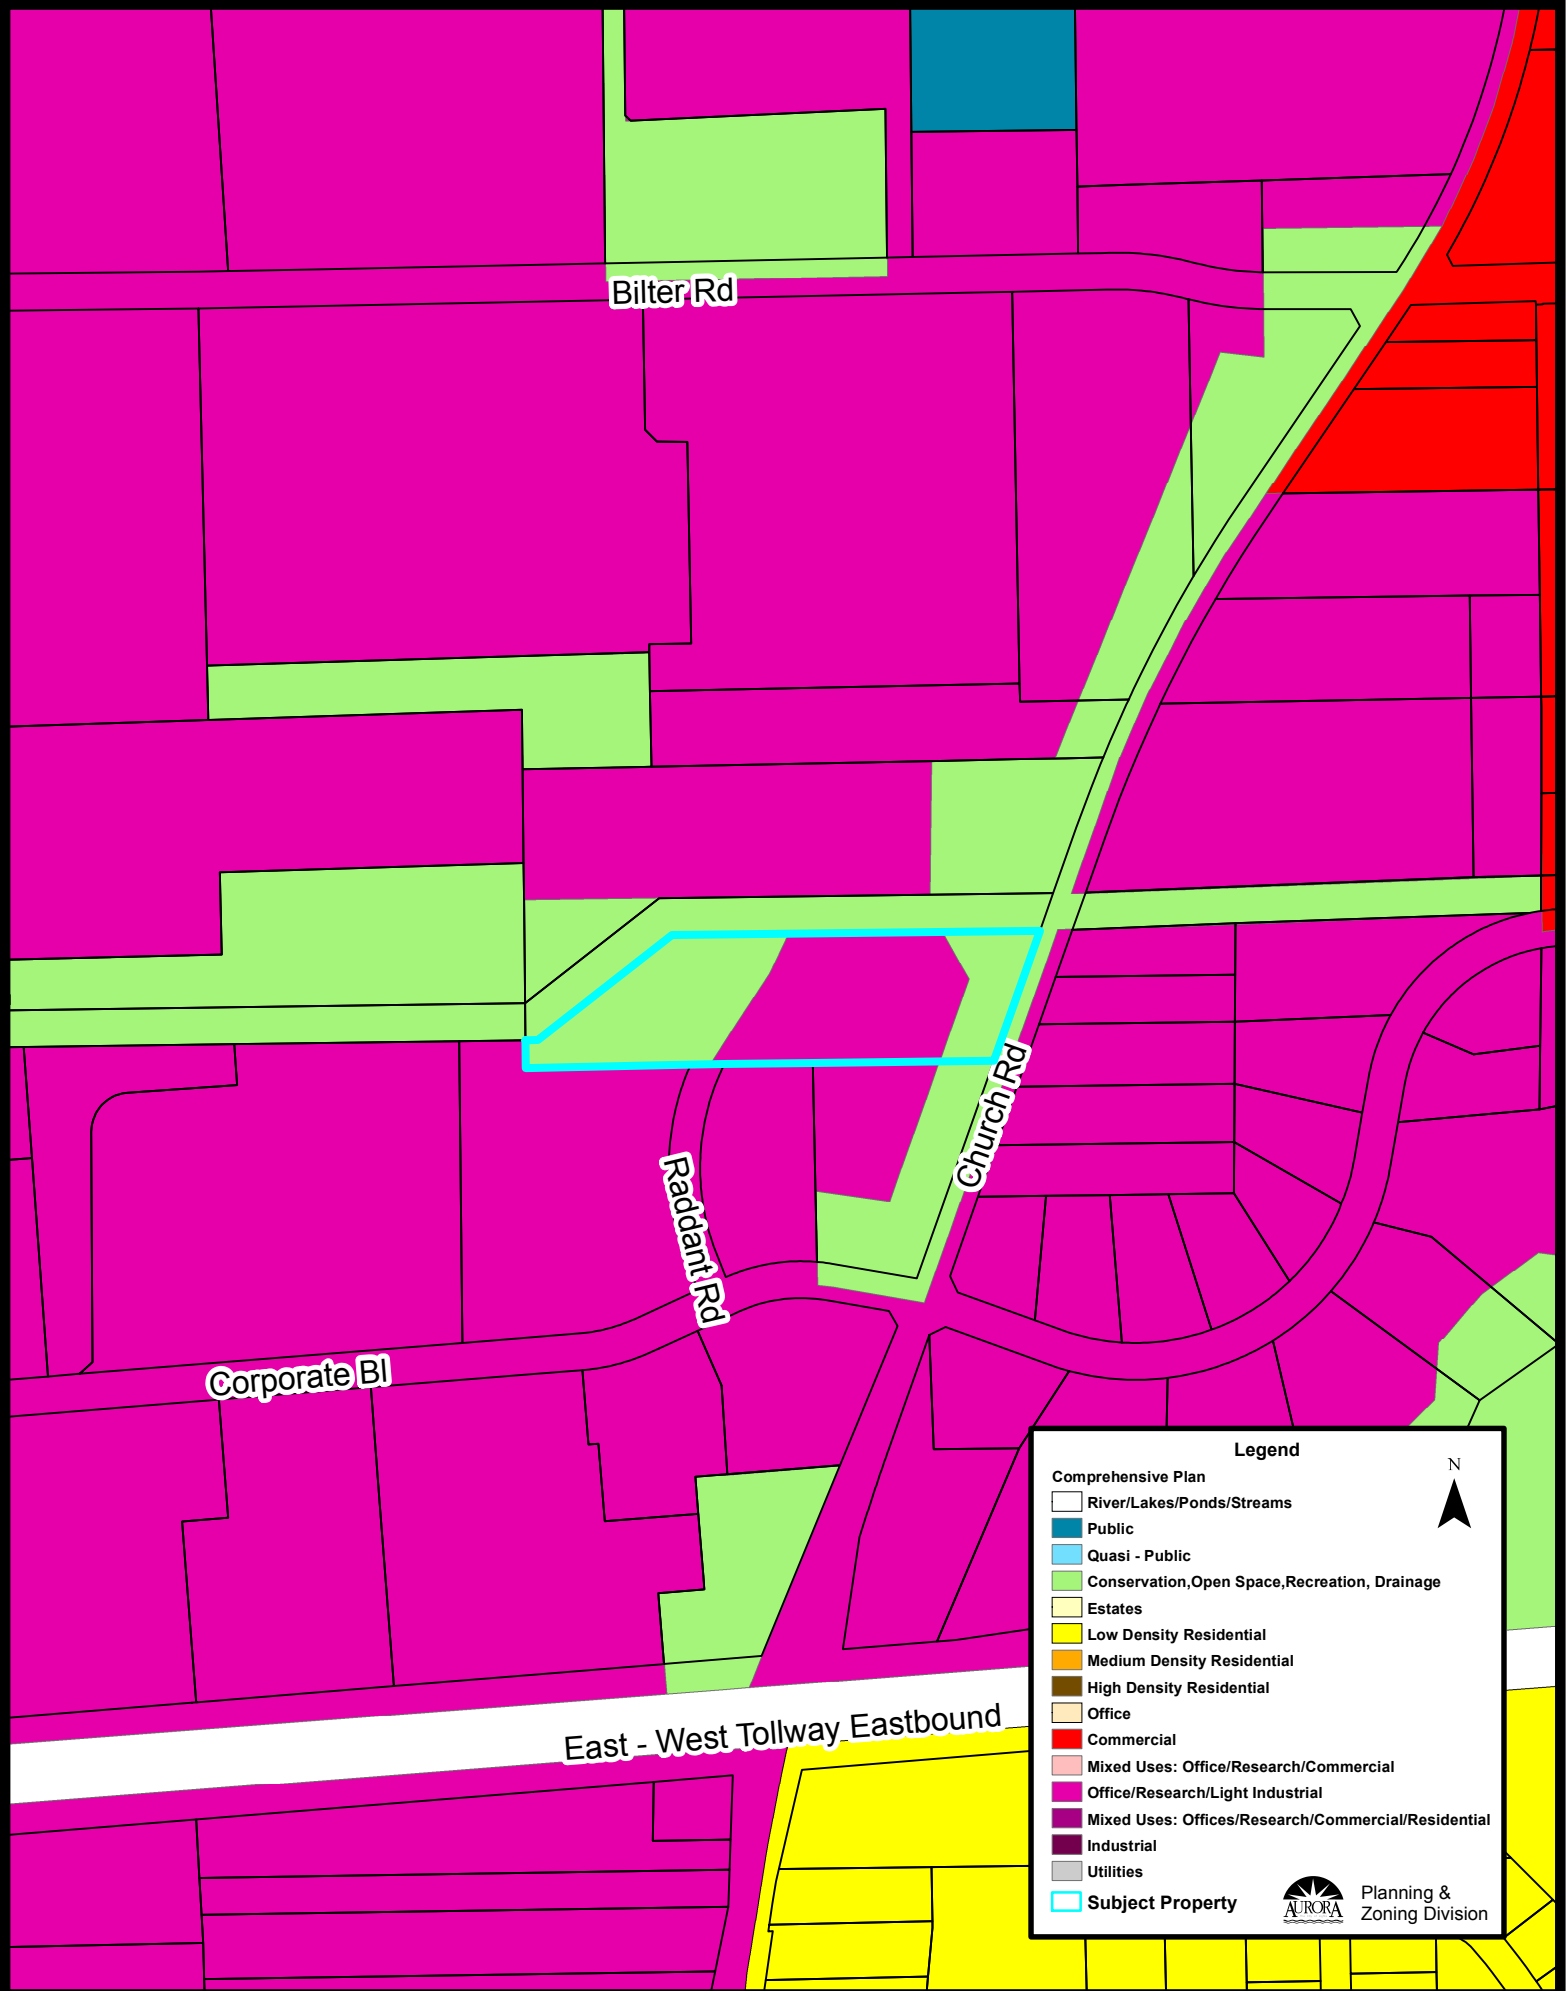 Bilter Rd
Church Rd
Raddant Rd
Corporate Bl
East - West Tollway Eastbound
Legend
N
Comprehensive Plan
River/Lakes/Ponds/Streams
Public
Quasi - Public
Conservation,Open Space,Recreation, Drainage
Estates
Low Density Residential
Medium Density Residential
High Density Residential
Office
Commercial
Mixed Uses: Office/Research/Commercial
Office/Research/Light Industrial
Mixed Uses: Offices/Research/Commercial/Residential
Industrial
Utilities
Subject Property
AURORA
Planning &
Zoning Division